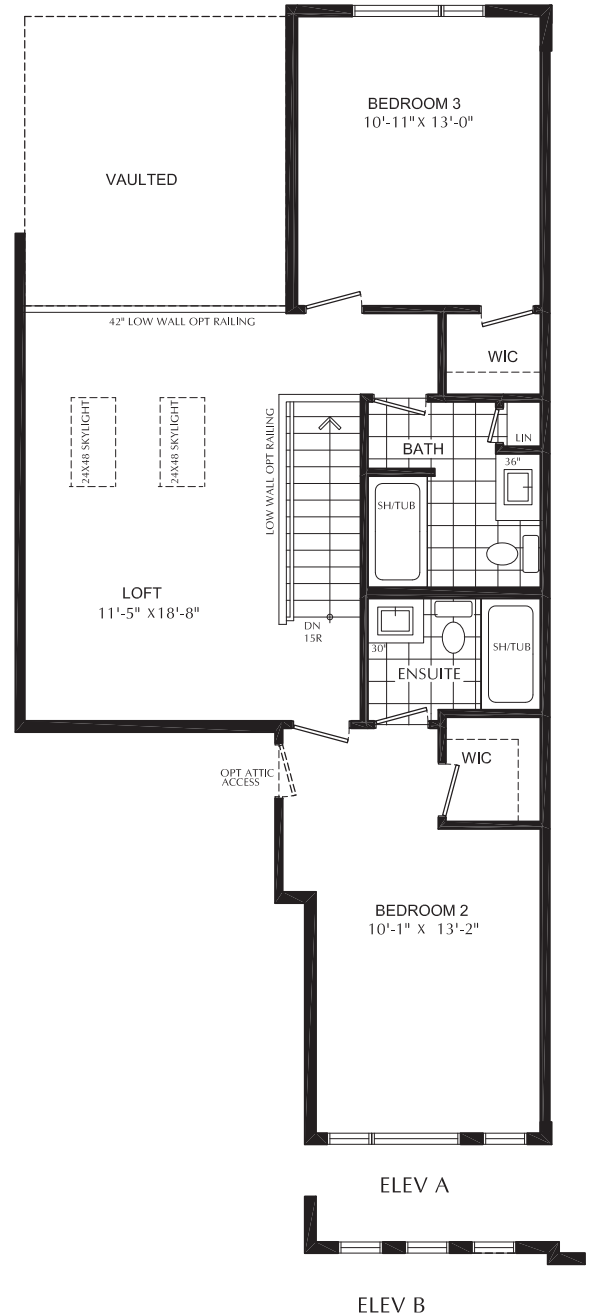 BEDROOM 3
10'-11" X 13'-0"
VAULTED
42" LOW WALL OPT RAILING
WIC
24X48 SKYLIGHT
24X48 SKYLIGHT
LOW WALL OPT RAILING
BATH
LIN
36"
SH/TUB
LOFT
11'-5" X 18'-8"
DN
15R
30"
ENSUITE
SH/TUB
WIC
OPT ATTIC
ACCESS
BEDROOM 2
10'-1" X 13'-2"
ELEV A
ELEV B